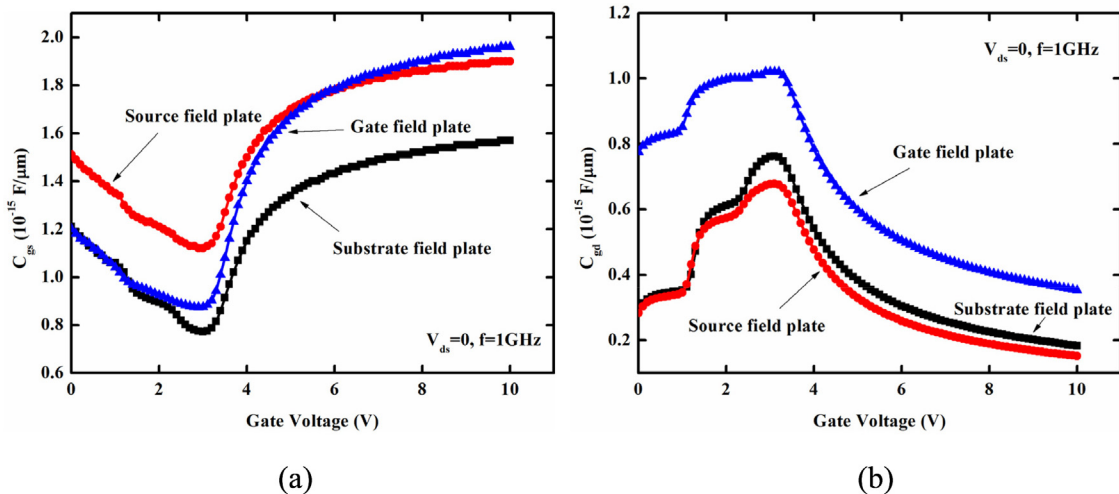 2.0
1.8
1.6
1.4
1.2
1.0
0.8
0.6
C_gs (10^-15 F/μm)
Source field plate
Gate field plate
Substrate field plate
V_ds=0, f=1GHz
0 2 4 6 8 10
Gate Voltage (V)
(a)
1.2
1.0
0.8
0.6
0.4
0.2
C_gd (10^-15 F/μm)
V_ds=0, f=1GHz
Gate field plate
Source field plate
Substrate field plate
0 2 4 6 8 10
Gate Voltage (V)
(b)